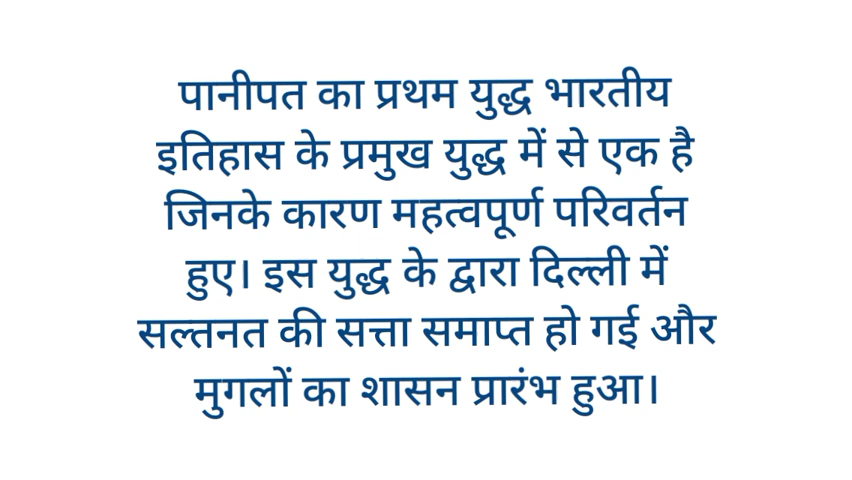 पानीपत का प्रथम युद्ध भारतीय
इतिहास के प्रमुख युद्ध में से एक है
जिनके कारण महत्वपूर्ण परिवर्तन
हुए। इस युद्ध के द्वारा दिल्ली में
सल्तनत की सत्ता समाप्त हो गई और
मुगलों का शासन प्रारंभ हुआ।